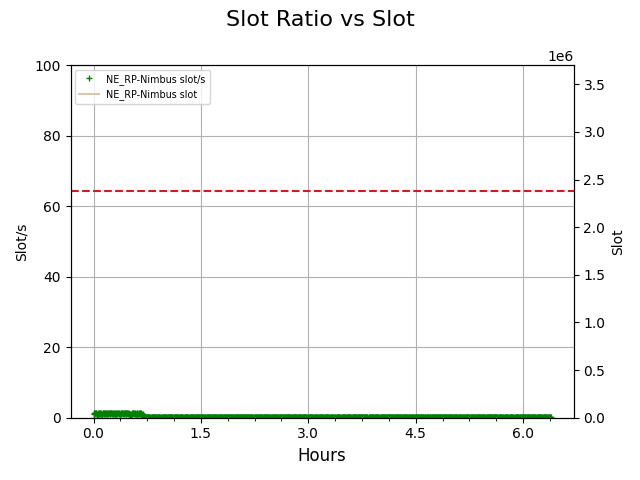 Slot Ratio vs Slot
1e6
NE_RP-Nimbus slot/s
NE_RP-Nimbus slot
100
80
60
40
20
0
Slot/s
3.5
3.0
2.5
2.0
1.5
1.0
0.5
0.0
Slot
0.0 1.5 3.0 4.5 6.0
Hours